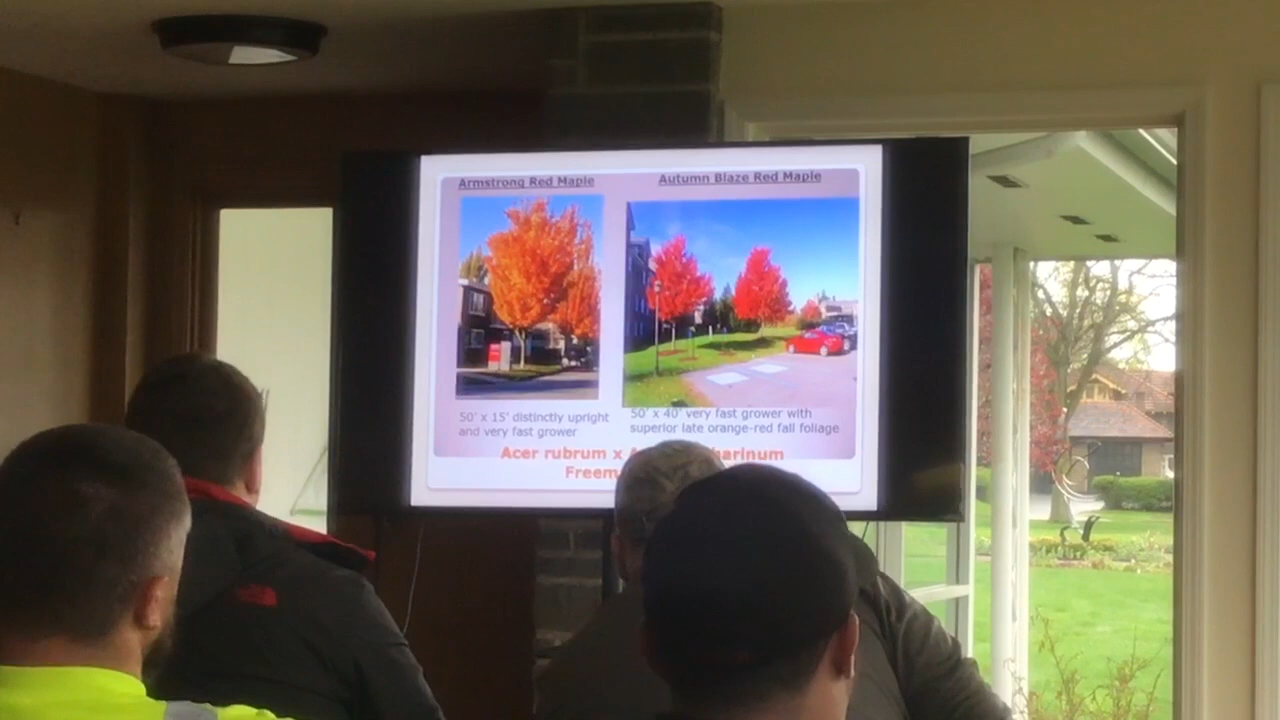 Armstrong Red Maple
Autumn Blaze Red Maple
50' x 15' distinctly upright
and very fast grower
50' x 40' very fast grower with
superior late orange-red fall foliage
Acer rubrum x